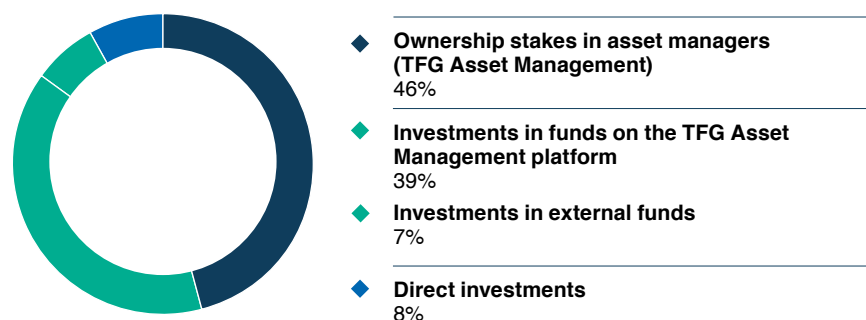 Ownership stakes in asset managers
(TFG Asset Management)
46%
Investments in funds on the TFG Asset
Management platform
39%
Investments in external funds
7%
Direct investments
8%